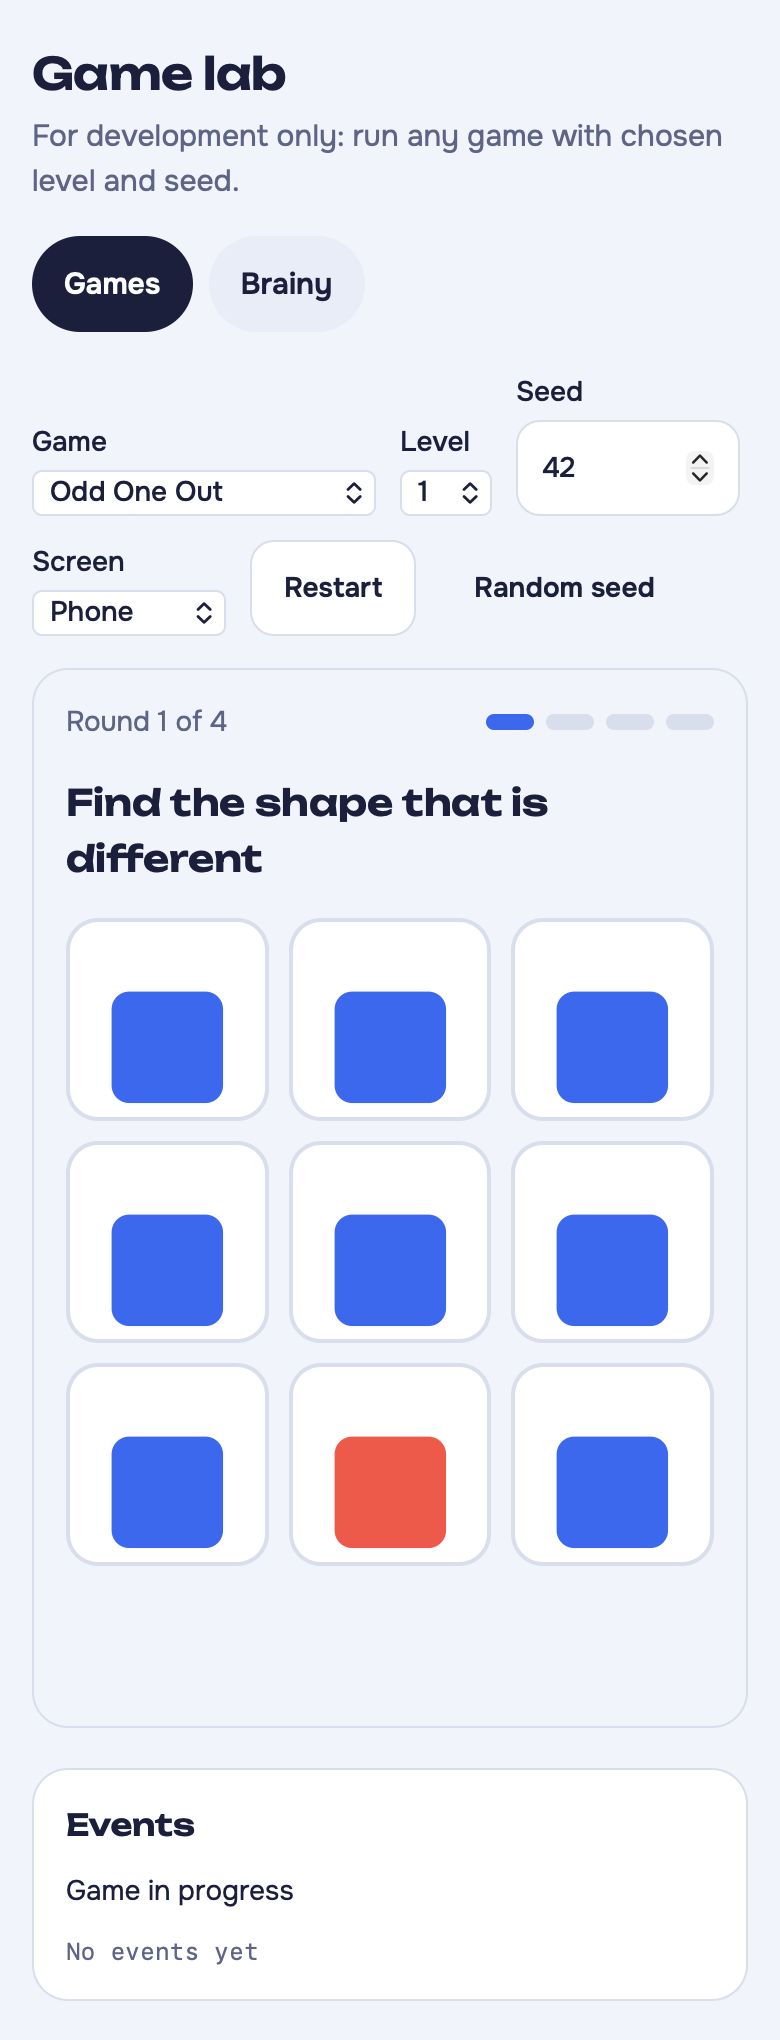 Game lab
For development only: run any game with chosen
level and seed.
Games
Brainy
Game
Level
Seed
Odd One Out
1
42
Screen
Phone
Restart
Random seed
Round 1 of 4
Find the shape that is
different
Events
Game in progress
No events yet